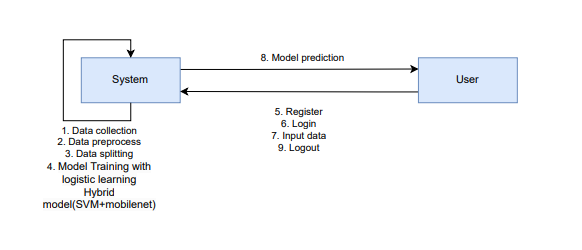 8. Model prediction
System
User
5. Register
6. Login
7. Input data
9. Logout
1. Data collection
2. Data preprocess
3. Data splitting
4. Model Training with
logistic learning
Hybrid
model(SVM+mobilenet)